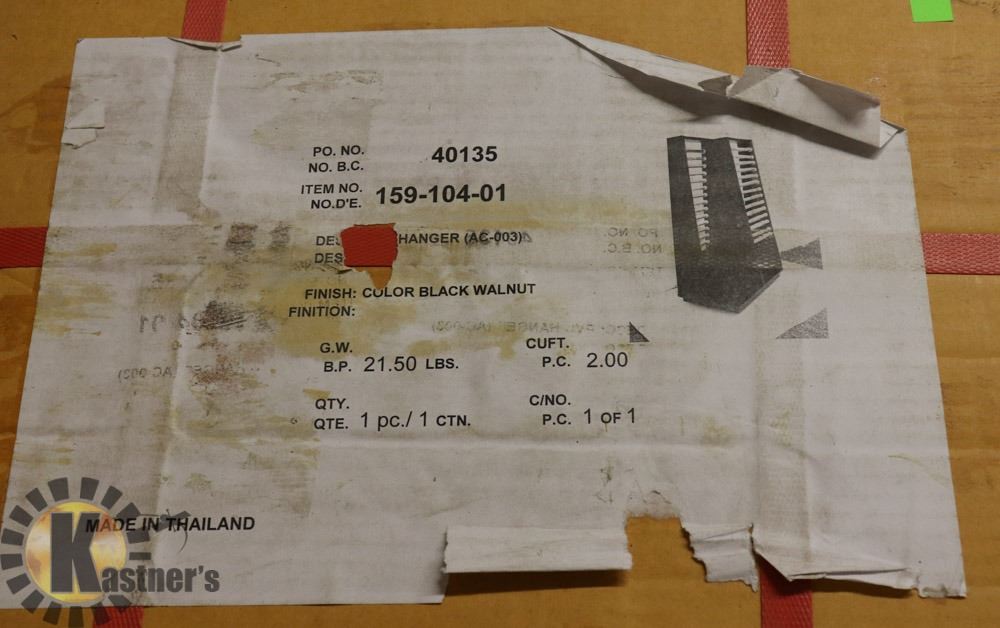 PO. NO. 40135
NO. B.C.
ITEM NO. 159-104-01
NO.D'E.
HANGER (AC-003)
FINISH: COLOR BLACK WALNUT
FINITION:
G.W. CUFT.
B.P. 21.50 LBS. P.C. 2.00
QTY. C/NO.
QTE. 1 pc./ 1 CTN. P.C. 1 OF 1
MADE IN THAILAND
Kastner's